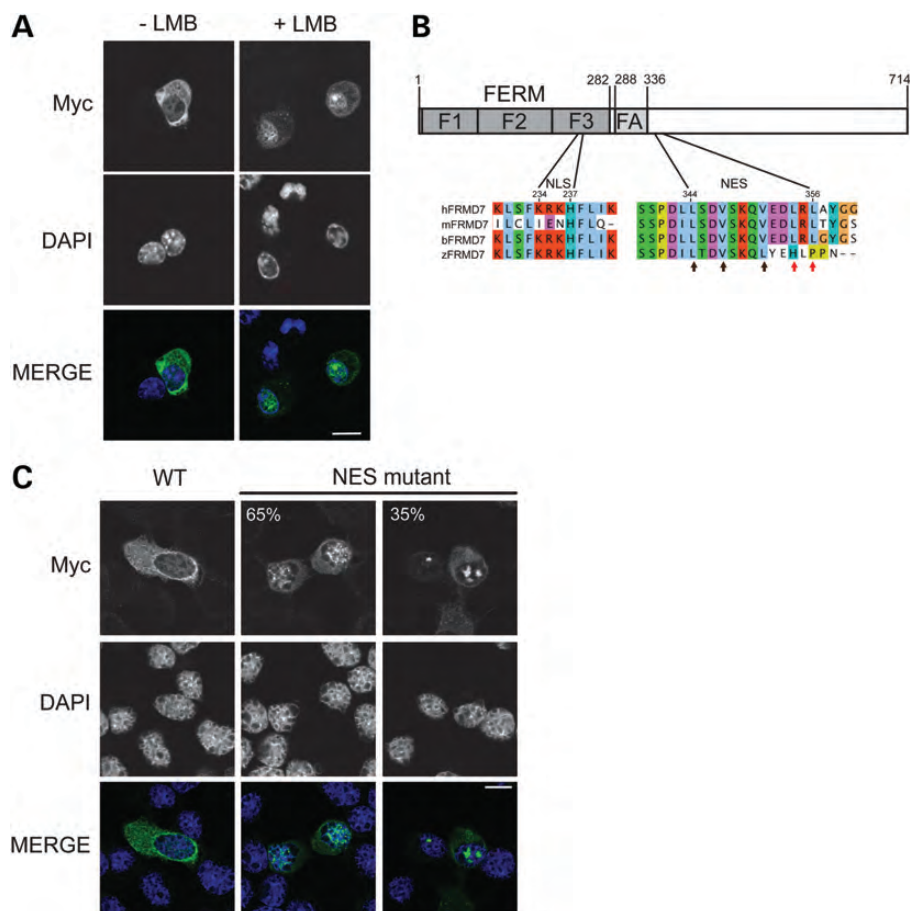 A
- LMB
+ LMB
Myc
DAPI
MERGE
B
1
282
288
336
714
FERM
F1 F2 F3 FA
NLS
NES
234 237
344 356
hFRMD7 KLSFKRKHFLIK SSPDLLSDVSKQVEDLRLAYGG
mFRMD7 ILCLIENHFLQ- SSPDLLSDVSKQVEDLRLTYGS
bFRMD7 KLSFKRKHFLIK SSPDLLSDVSKQVEDLRLGYGS
zFRMD7 KLSFKRKHFLIK SSPDILTDVSKQLYEHLPPN--
C
WT
NES mutant
65%
35%
Myc
DAPI
MERGE